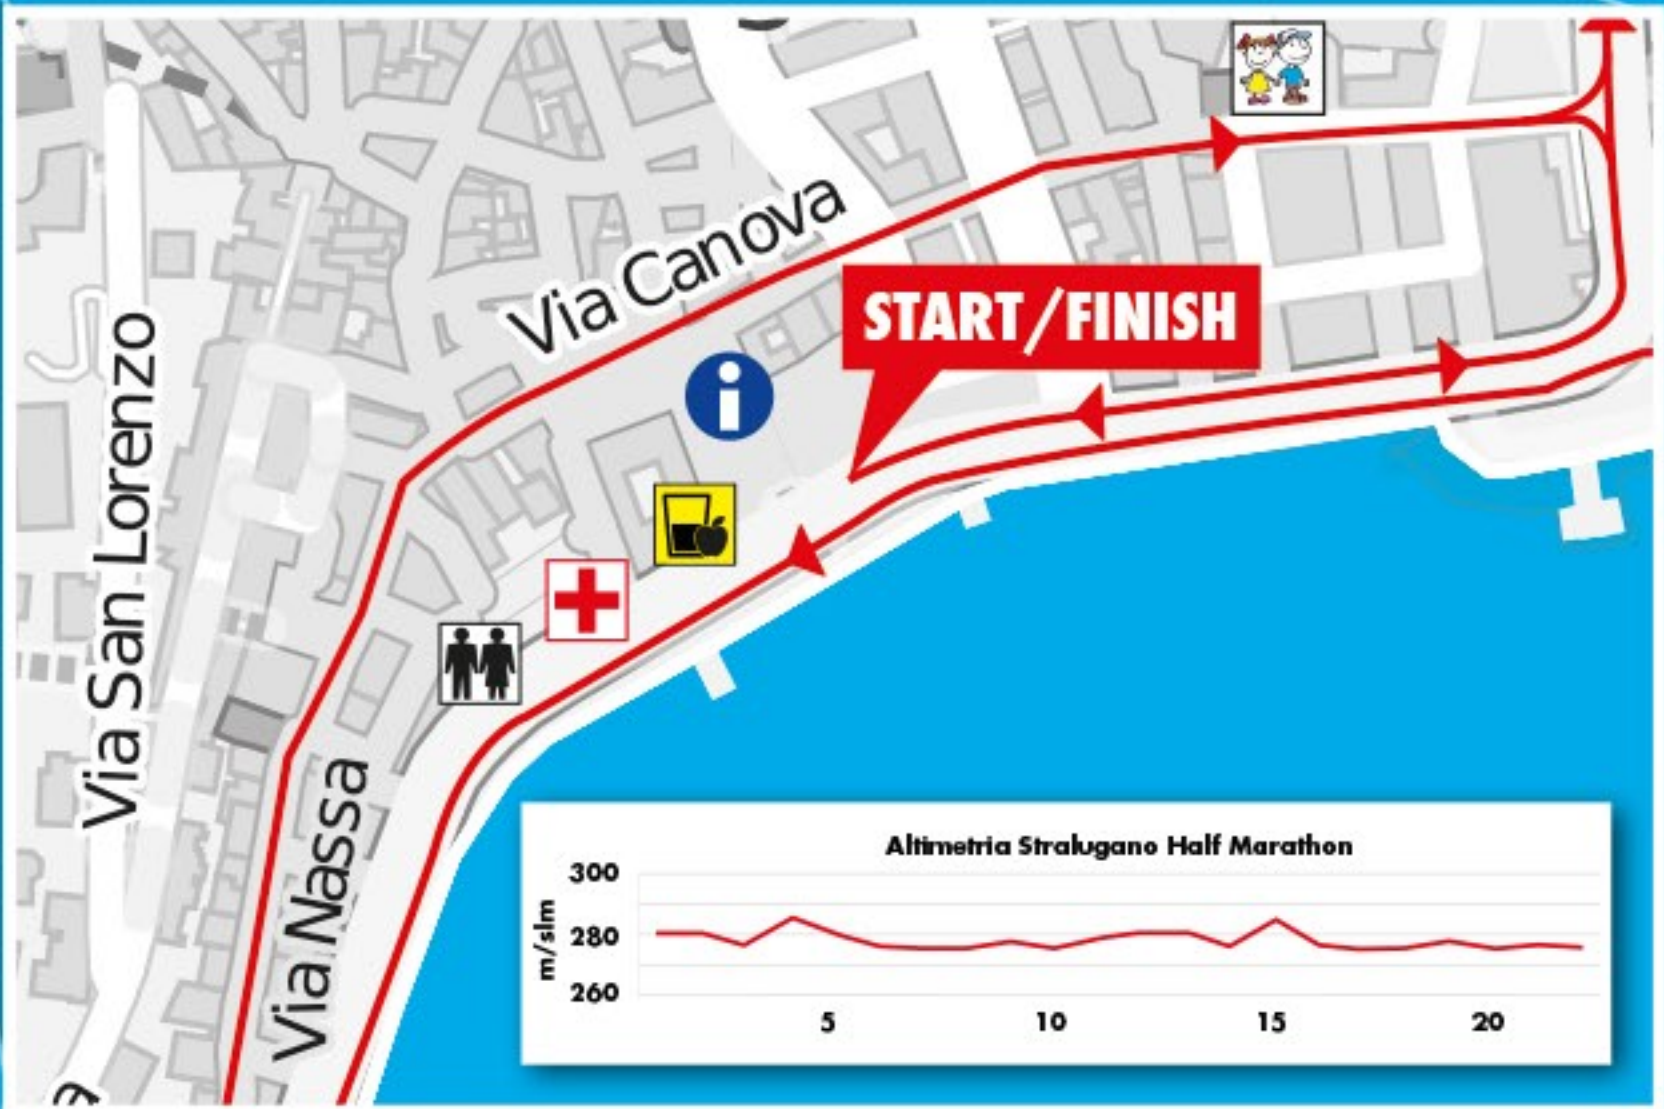 Via Canova
START/FINISH
i
Via San Lorenzo
Via Nassa
Altimetria Stralugano Half Marathon
300
280
260
m/slm
5 10 15 20